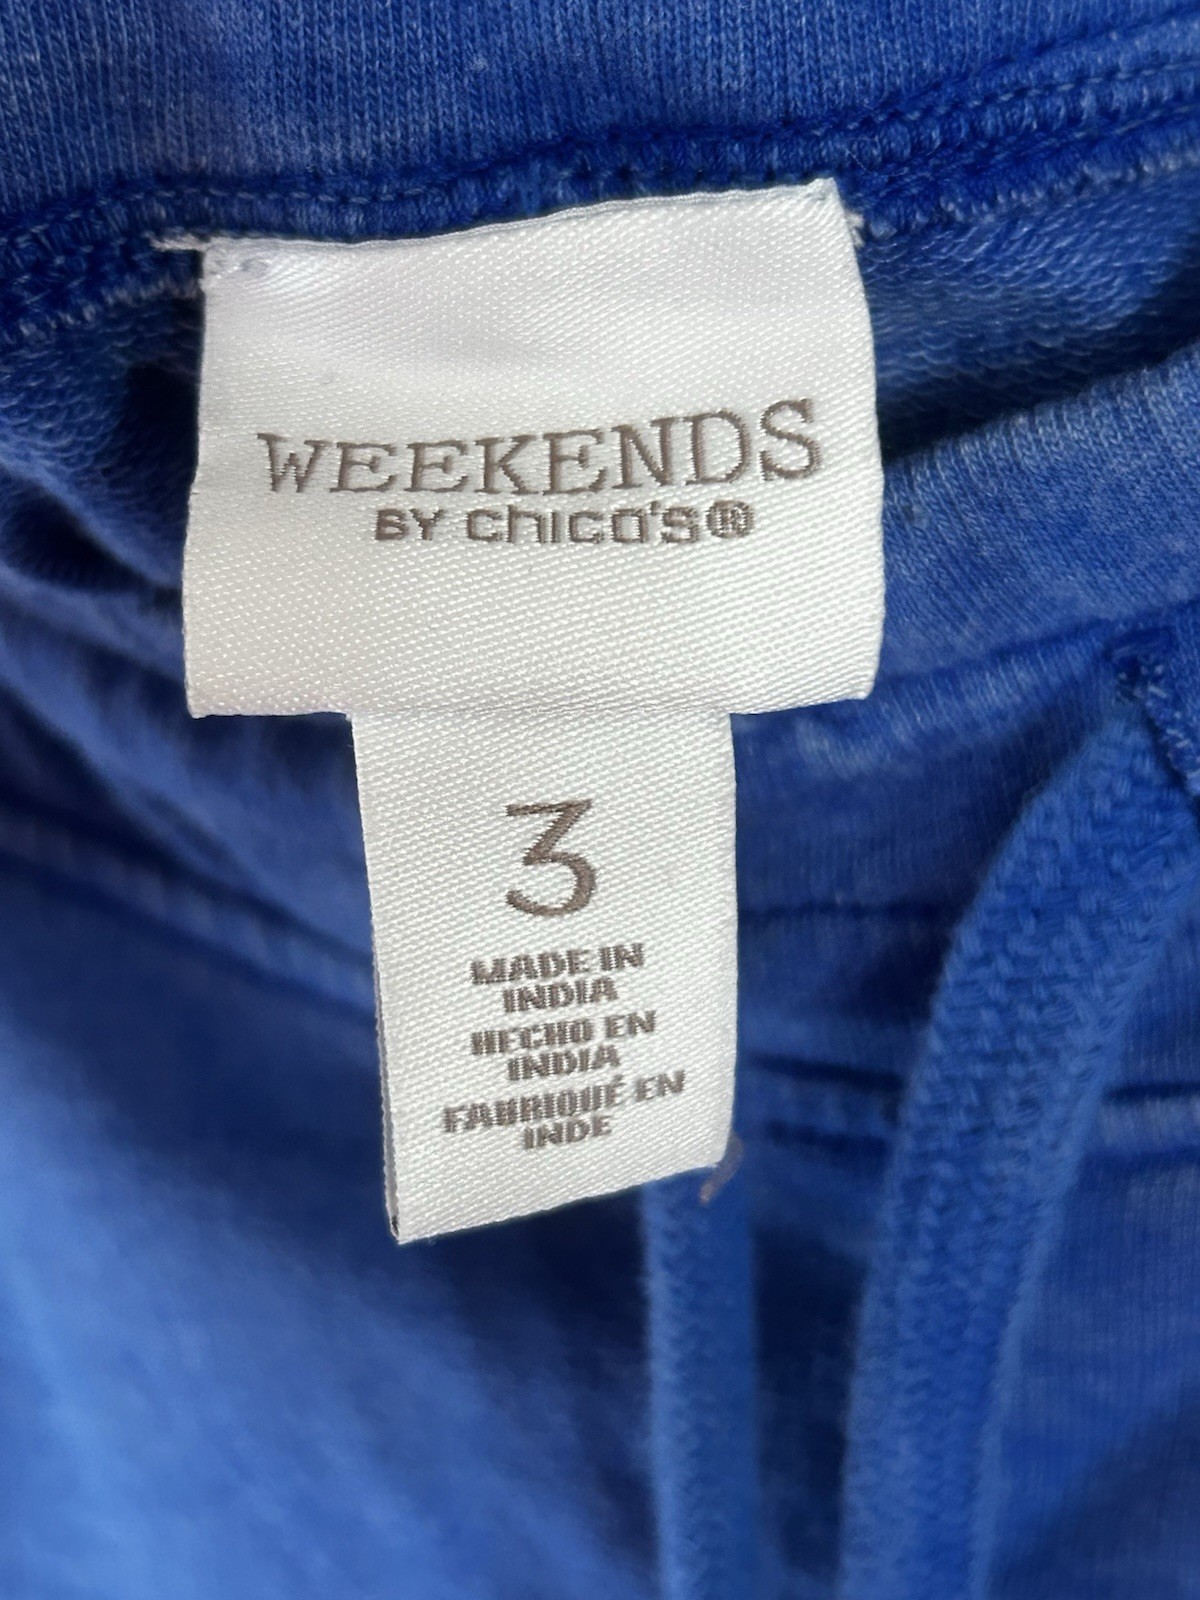 WEEKENDS
BY chico's®
3
MADE IN
INDIA
HECHO EN
INDIA
FABRIQUÉ EN
INDE